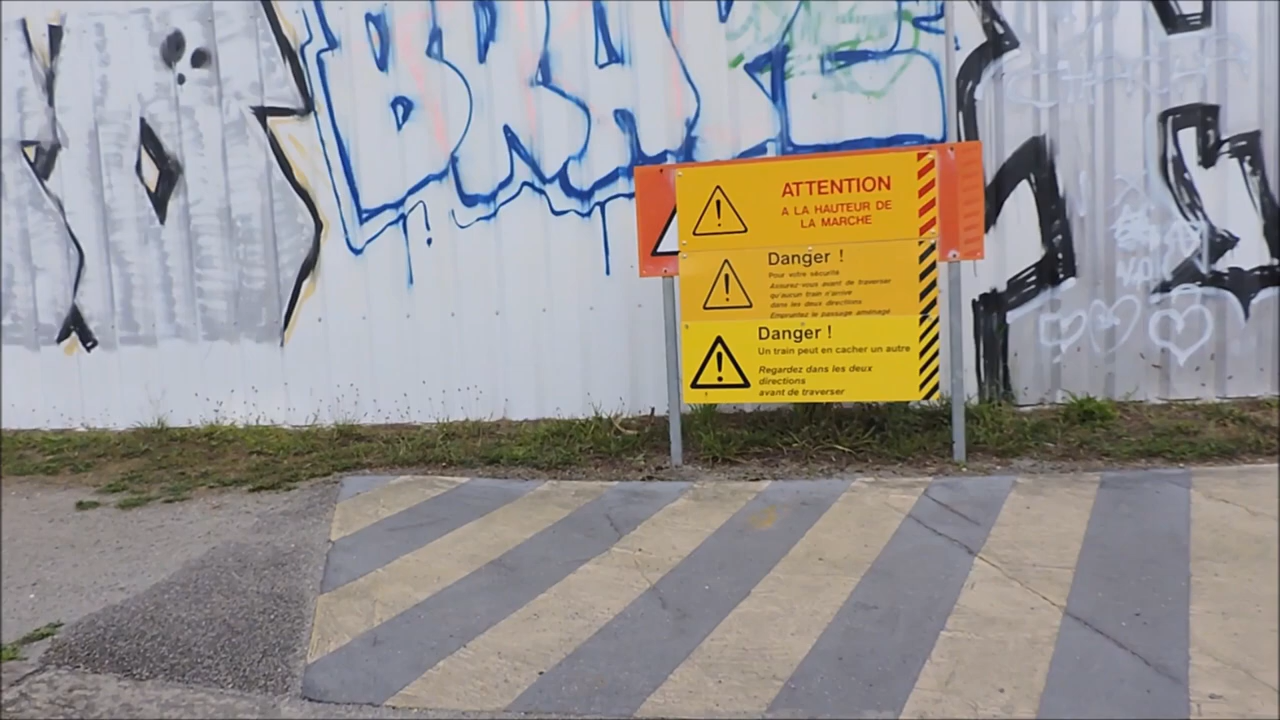 ATTENTION
A LA HAUTEUR DE
LA MARCHE
Danger !
Pour votre sécurité
Assurez-vous avant de traverser
qu'aucun train n'arrive
dans les deux directions
Empruntez le passage aménagé
Danger !
Un train peut en cacher un autre
Regardez dans les deux
directions
avant de traverser